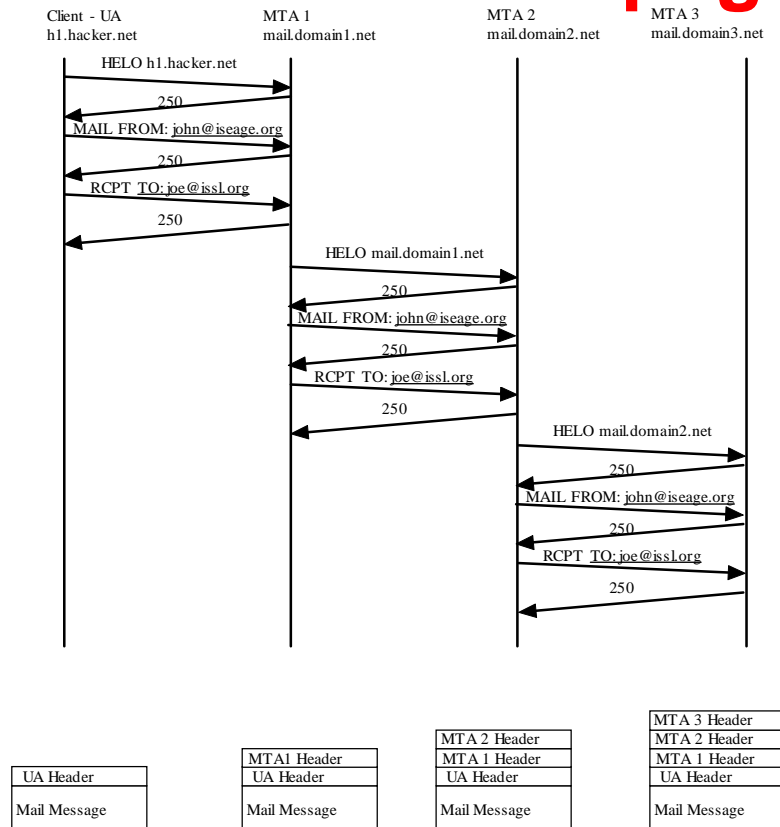 Client - UA
h1.hacker.net
MTA 1
mail.domain1.net
MTA 2
mail.domain2.net
MTA 3
mail.domain3.net
HELO h1.hacker.net
250
MAIL FROM: john@iseage.org
250
RCPT TO:joe@issl.org
250
HELO mail.domain1.net
250
MAIL FROM: john@iseage.org
250
RCPT TO:joe@issl.org
250
HELO mail.domain2.net
250
MAIL FROM: john@iseage.org
250
RCPT TO:joe@issl.org
250
UA Header
Mail Message
MTA1 Header
UA Header
Mail Message
MTA 2 Header
MTA 1 Header
UA Header
Mail Message
MTA 3 Header
MTA 2 Header
MTA 1 Header
UA Header
Mail Message